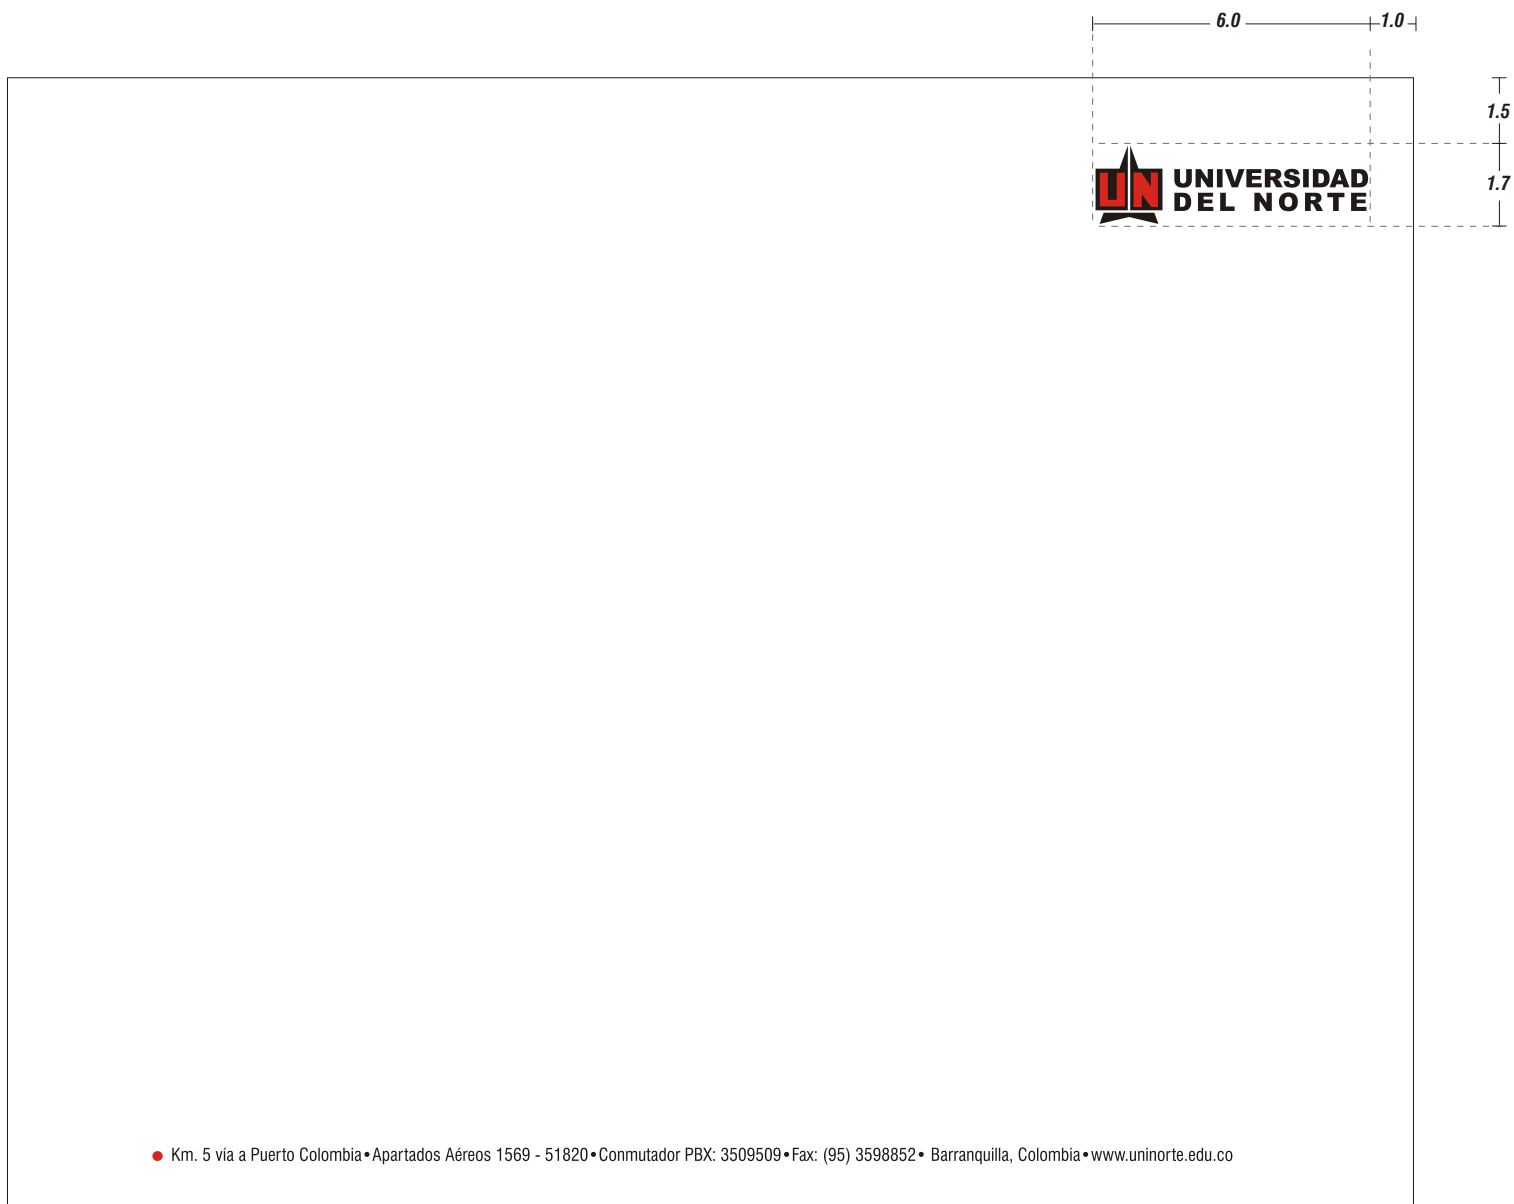 6.0 1.0
1.5
1.7
UN UNIVERSIDAD
DEL NORTE
Km. 5 vía a Puerto Colombia•Apartados Aéreos 1569 - 51820•Conmutador PBX: 3509509•Fax: (95) 3598852• Barranquilla, Colombia•www.uninorte.edu.co